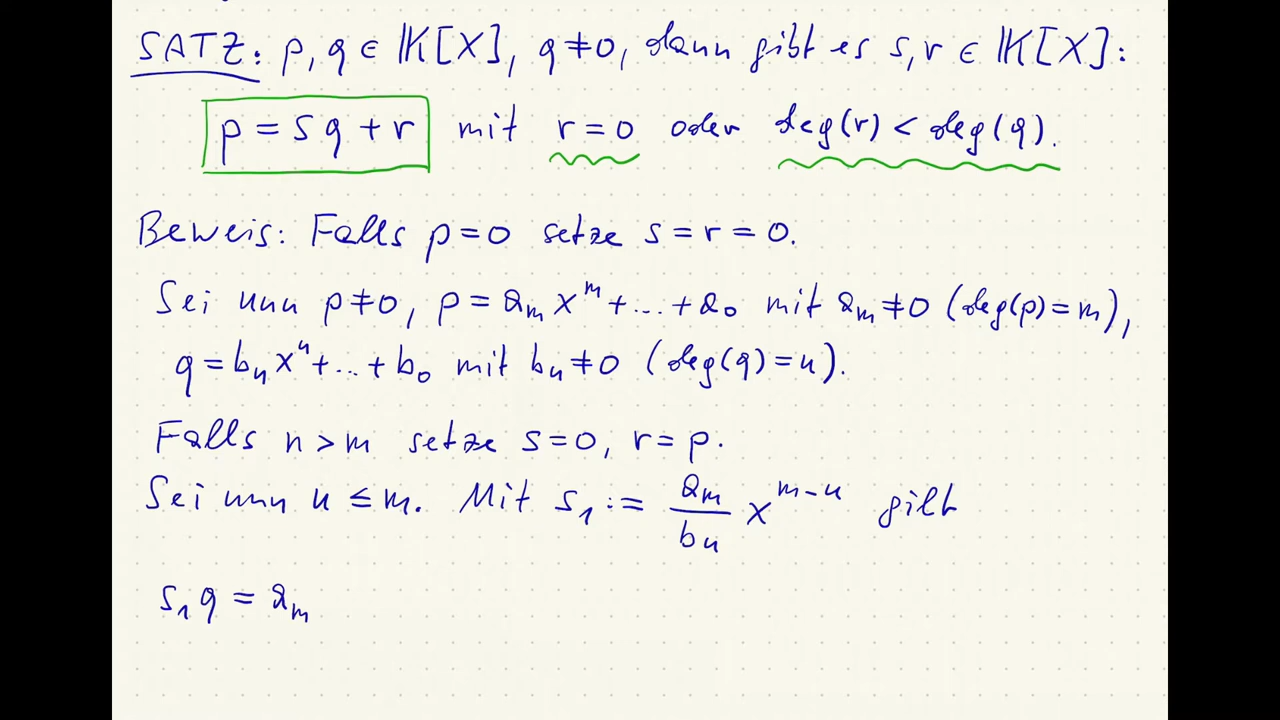 SATZ: p, q ∈ 𝕂[X], q ≠ 0, dann gibt es s, r ∈ 𝕂[X]:
p = s q + r mit r = 0 oder deg(r) < deg(q).
Beweis: Falls p = 0 setze s = r = 0.
Sei nun p ≠ 0, p = a_m x^m + ... + a_0 mit a_m ≠ 0 (deg(p) = m),
q = b_n x^n + ... + b_0 mit b_n ≠ 0 (deg(q) = n).
Falls n > m setze s = 0, r = p.
Sei nun n ≤ m. Mit s_1 := a_m / b_n x^{m-n} gilt
s_1 q = a_m